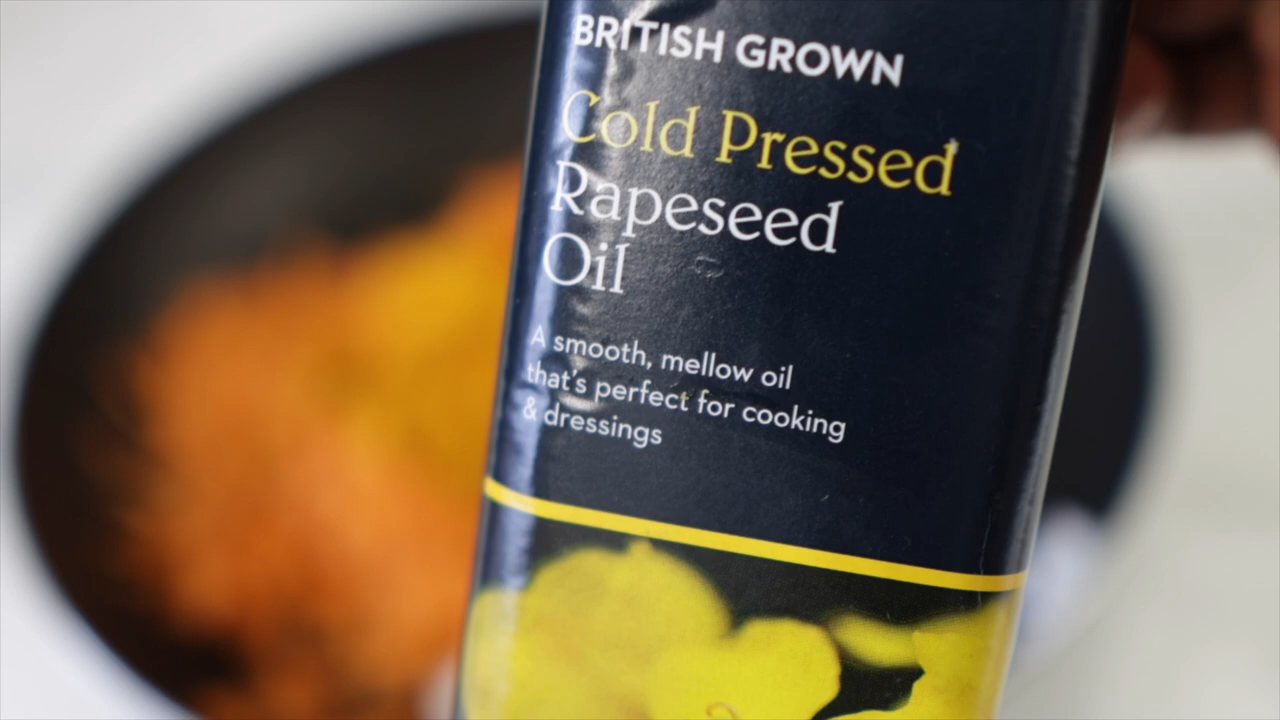 BRITISH GROWN
Cold Pressed
Rapeseed
Oil
A smooth, mellow oil
that's perfect for cooking
& dressings